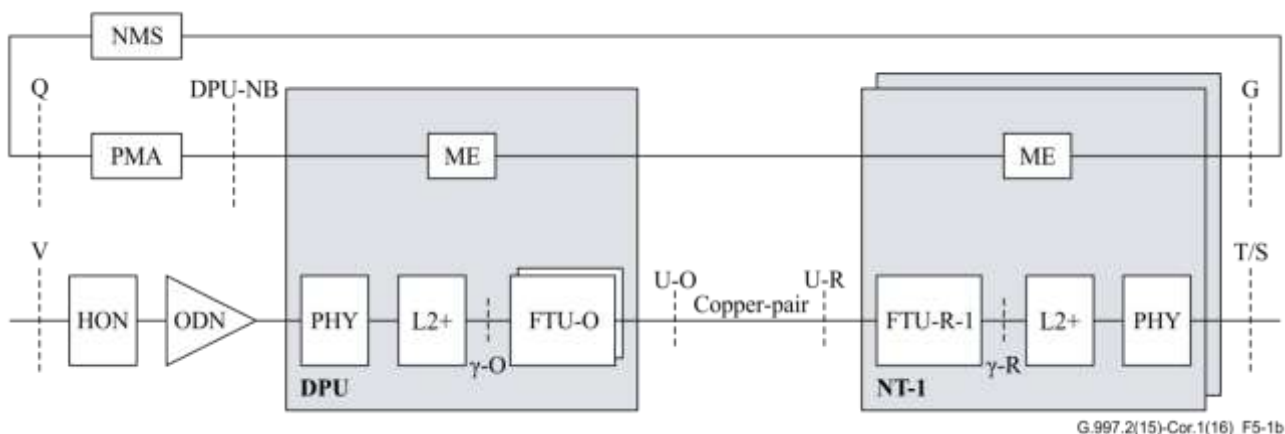 NMS
Q
DPU-NB
G
PMA
ME
ME
V
T/S
U-O
U-R
Copper-pair
HON
ODN
PHY
L2+
FTU-O
FTU-R-1
L2+
PHY
γ-O
γ-R
DPU
NT-1
G.997.2(15)-Cor.1(16)_F5-1b